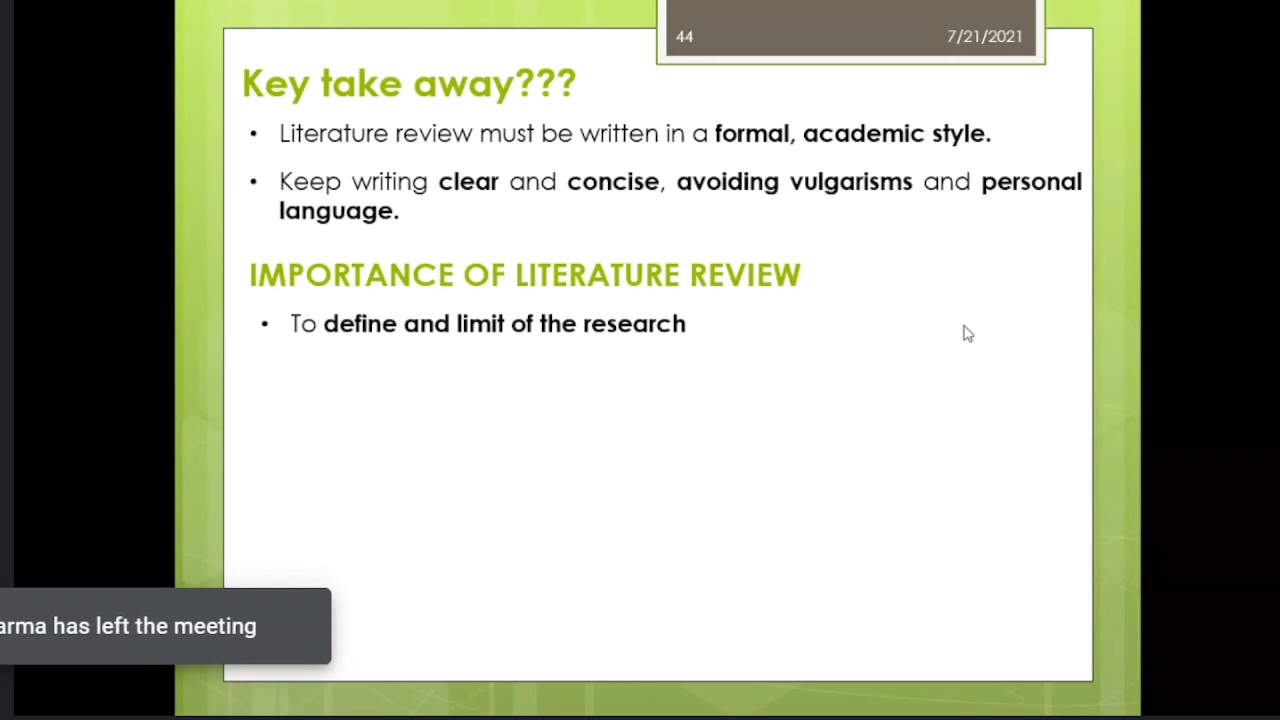 44 7/21/2021
Key take away???
• Literature review must be written in a formal, academic style.
• Keep writing clear and concise, avoiding vulgarisms and personal
language.
IMPORTANCE OF LITERATURE REVIEW
• To define and limit of the research
arma has left the meeting